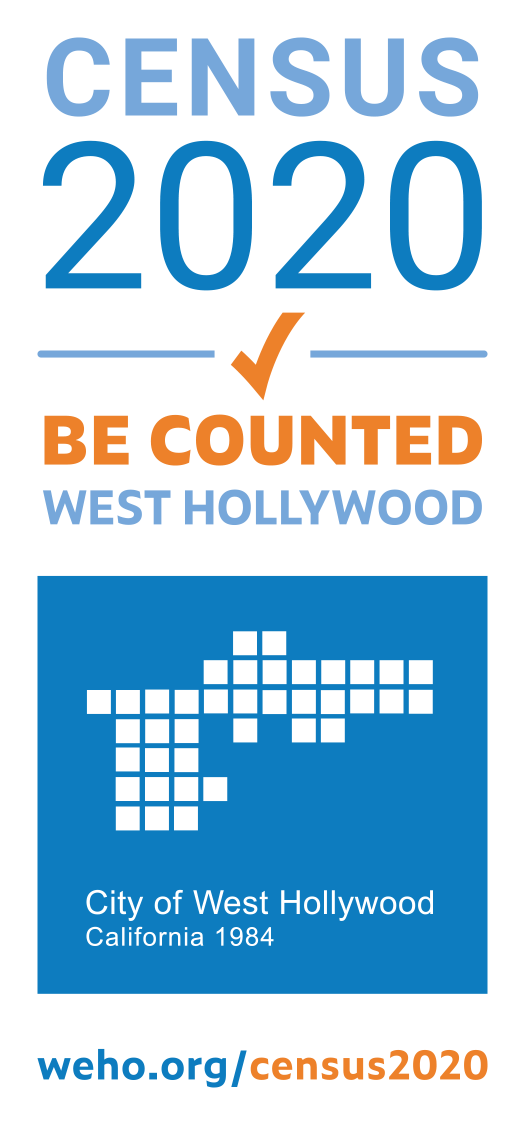 CENSUS
2020
BE COUNTED
WEST HOLLYWOOD
City of West Hollywood
California 1984
weho.org/census2020